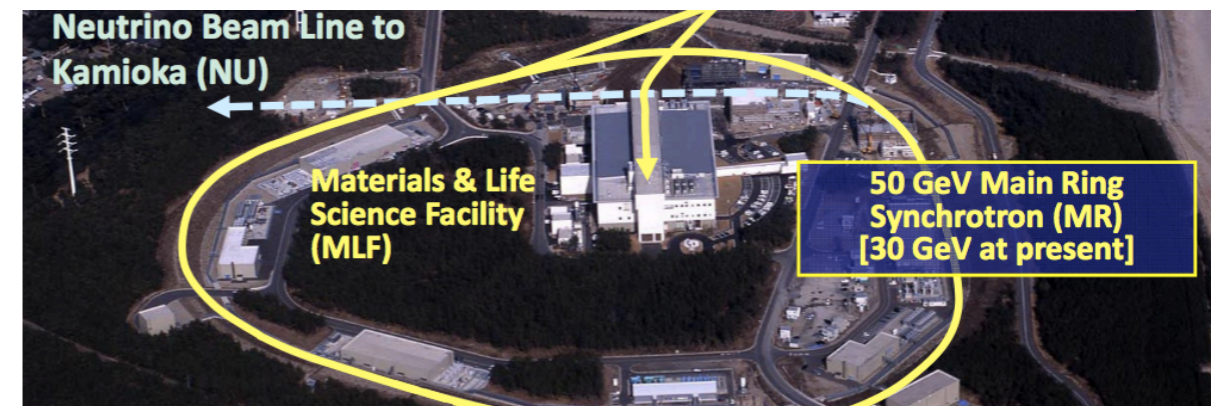 Neutrino Beam Line to
Kamioka (NU)
Materials & Life
Science Facility
(MLF)
50 GeV Main Ring
Synchrotron (MR)
[30 GeV at present]